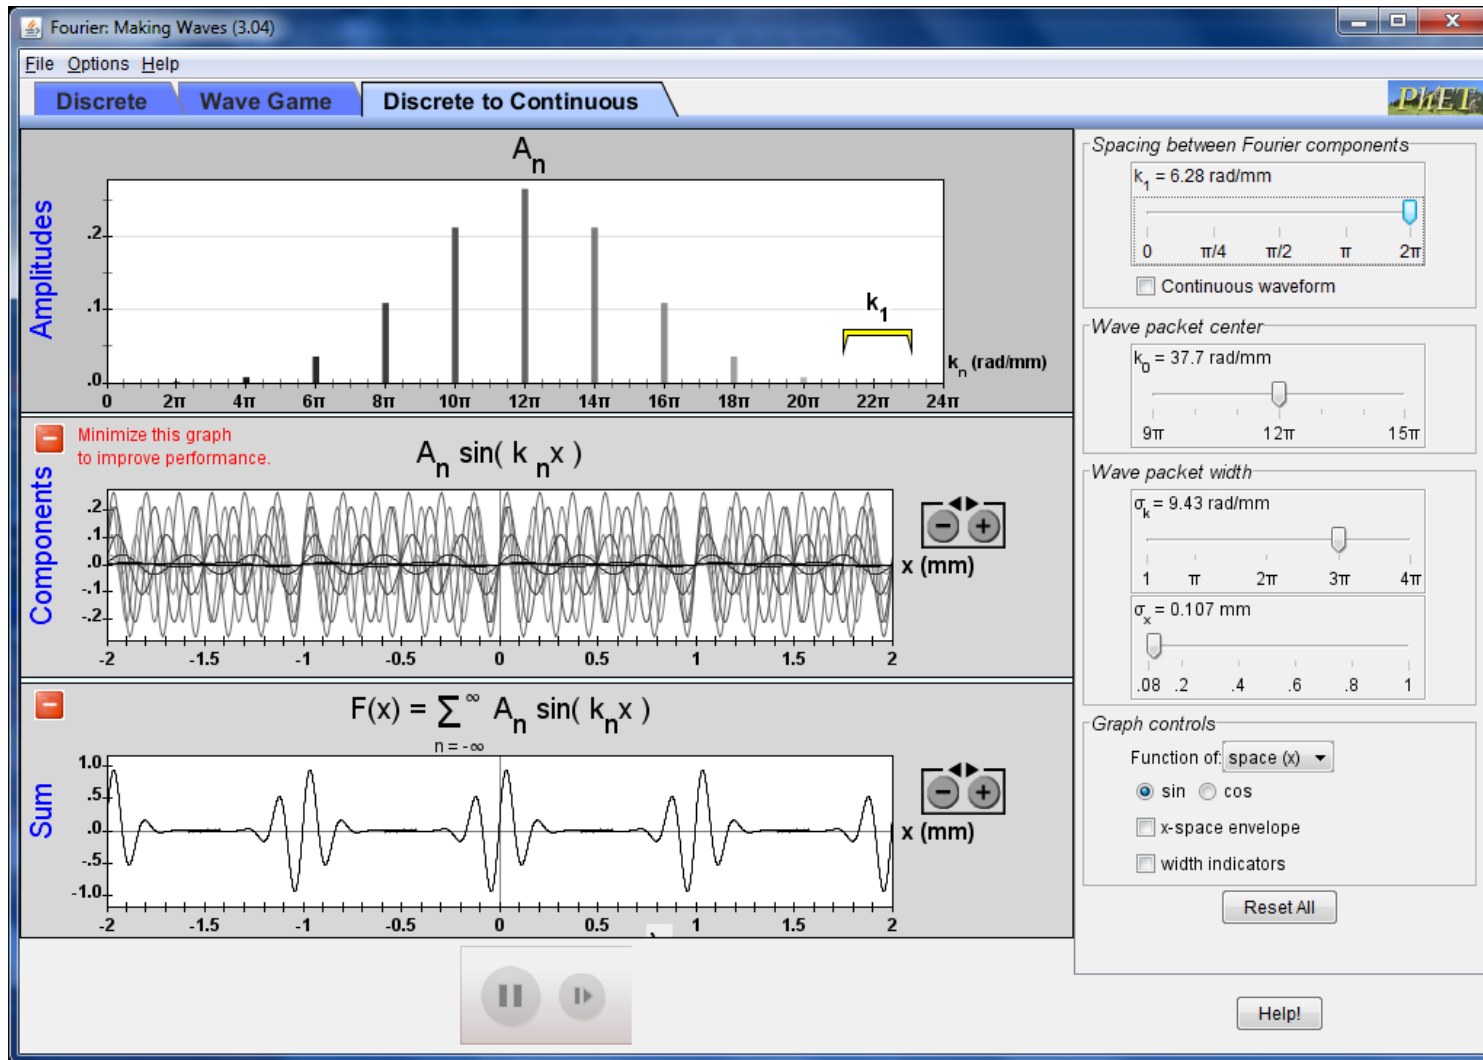 Fourier: Making Waves (3.04)
File Options Help
Discrete
Wave Game
Discrete to Continuous
PhET
Amplitudes
Aₙ
.2
.1
.0
k₁
kₙ (rad/mm)
0 2π 4π 6π 8π 10π 12π 14π 16π 18π 20π 22π 24π
Components
Minimize this graph
to improve performance.
Aₙ sin( kₙx )
.2
.1
.0
-.1
-.2
x (mm)
-2 -1.5 -1 -0.5 0 0.5 1 1.5 2
Sum
F(x) = Σ ∞ Aₙ sin( kₙx )
n = -∞
1.0
.5
.0
-.5
-1.0
x (mm)
-2 -1.5 -1 -0.5 0 0.5 1 1.5 2
Spacing between Fourier components
k₁ = 6.28 rad/mm
0 π/4 π/2 π 2π
Continuous waveform
Wave packet center
k₀ = 37.7 rad/mm
9π 12π 15π
Wave packet width
σₖ = 9.43 rad/mm
1 π 2π 3π 4π
σₓ = 0.107 mm
.08 .2 .4 .6 .8 1
Graph controls
Function of: space (x)
sin cos
x-space envelope
width indicators
Reset All
Help!